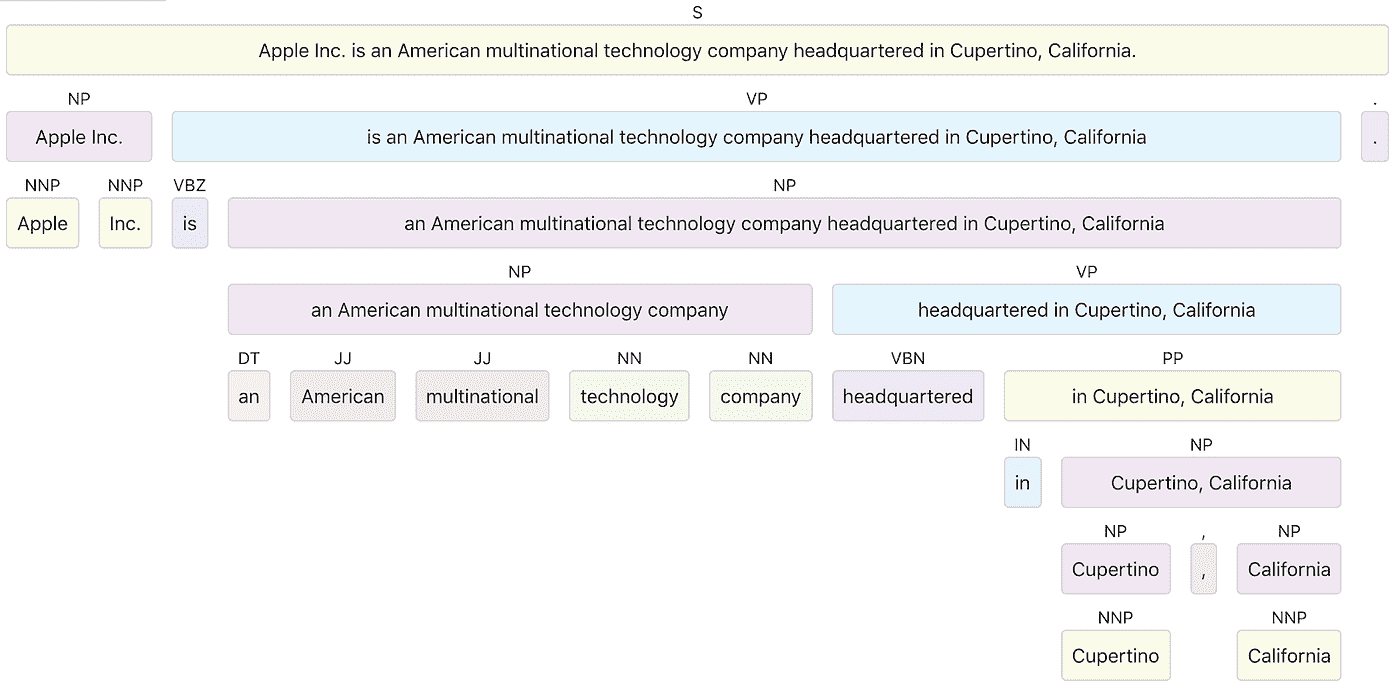 S
Apple Inc. is an American multinational technology company headquartered in Cupertino, California.
NP VP .
Apple Inc. is an American multinational technology company headquartered in Cupertino, California .
NNP NNP VBZ NP
Apple Inc. is an American multinational technology company headquartered in Cupertino, California
NP VP
an American multinational technology company headquartered in Cupertino, California
DT JJ JJ NN NN VBN PP
an American multinational technology company headquartered in Cupertino, California
IN NP
in Cupertino, California
NP , NP
Cupertino , California
NNP NNP
Cupertino California